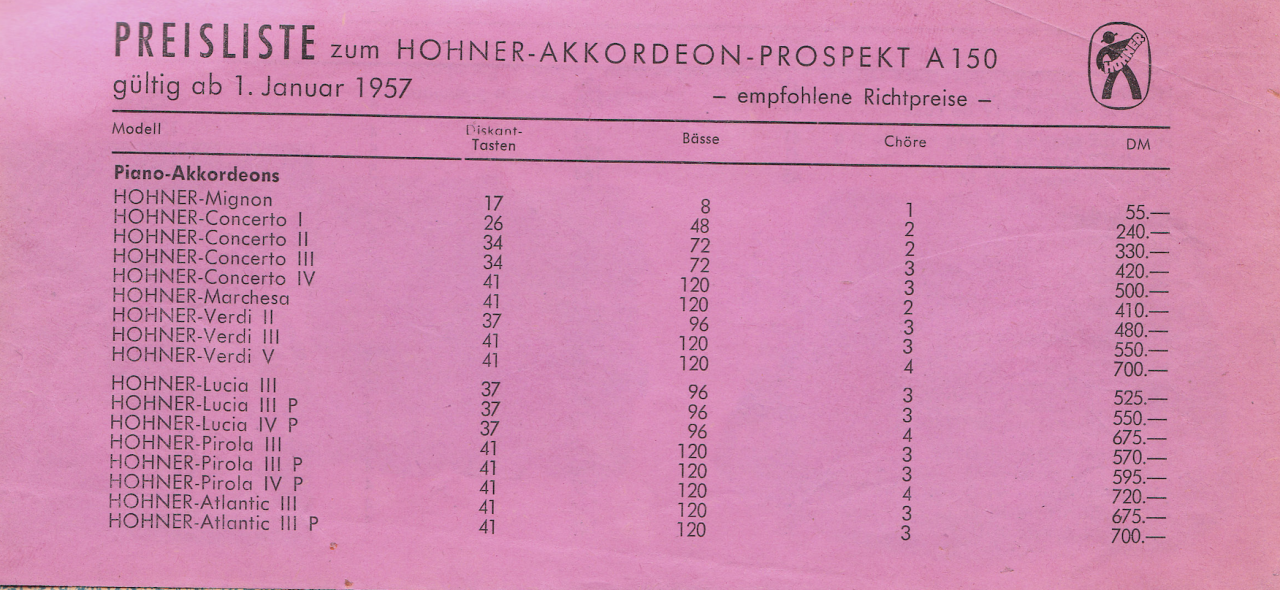 PREISLISTE zum HOHNER-AKKORDEON-PROSPEKT A 150
gültig ab 1. Januar 1957 – empfohlene Richtpreise –
HOHNER
Modell Diskant-Tasten Bässe Chöre DM
Piano-Akkordeons
HOHNER-Mignon 17 8 1 55.—
HOHNER-Concerto I 26 48 2 240.—
HOHNER-Concerto II 34 72 2 330.—
HOHNER-Concerto III 34 72 3 420.—
HOHNER-Concerto IV 41 120 3 500.—
HOHNER-Marchesa 41 120 2 410.—
HOHNER-Verdi II 37 96 3 480.—
HOHNER-Verdi III 41 120 3 550.—
HOHNER-Verdi V 41 120 4 700.—
HOHNER-Lucia III 37 96 3 525.—
HOHNER-Lucia III P 37 96 3 550.—
HOHNER-Lucia IV P 37 96 4 675.—
HOHNER-Pirola III 41 120 3 570.—
HOHNER-Pirola III P 41 120 3 595.—
HOHNER-Pirola IV P 41 120 4 720.—
HOHNER-Atlantic III 41 120 3 675.—
HOHNER-Atlantic III P 41 120 3 700.—